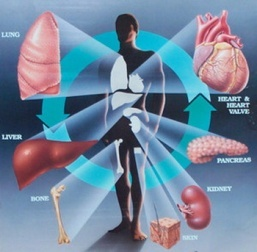 LUNG
HEART &
HEART
VALVE
LIVER
PANCREAS
BONE
KIDNEY
SKIN